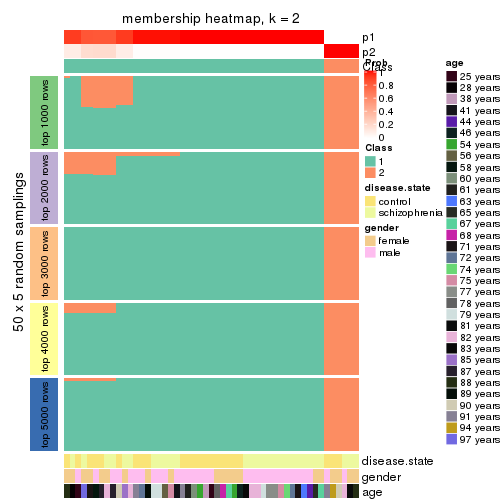 membership heatmap, k = 2
p1
p2
Class
50 x 5 random samplings
top 1000 rows
top 2000 rows
top 3000 rows
top 4000 rows
top 5000 rows
disease.state
gender
age
Prob
1
0.8
0.6
0.4
0.2
0
Class
1
2
disease.state
control
schizophrenia
gender
female
male
age
25 years
28 years
38 years
41 years
44 years
46 years
54 years
56 years
58 years
60 years
61 years
63 years
65 years
67 years
68 years
71 years
72 years
74 years
75 years
77 years
78 years
79 years
81 years
82 years
83 years
85 years
87 years
88 years
89 years
90 years
91 years
94 years
97 years